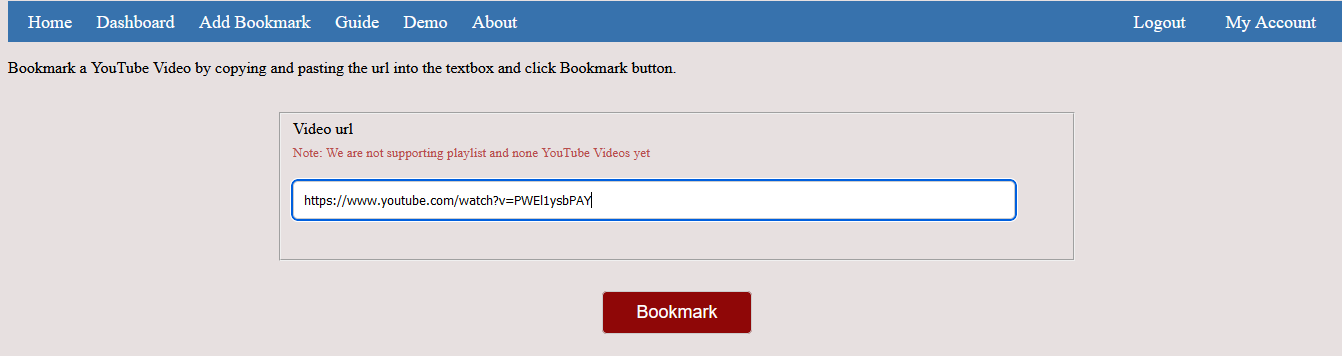 Home Dashboard Add Bookmark Guide Demo About Logout My Account
Bookmark a YouTube Video by copying and pasting the url into the textbox and click Bookmark button.
Video url
Note: We are not supporting playlist and none YouTube Videos yet
https://www.youtube.com/watch?v=PWEl1ysbPAY
Bookmark